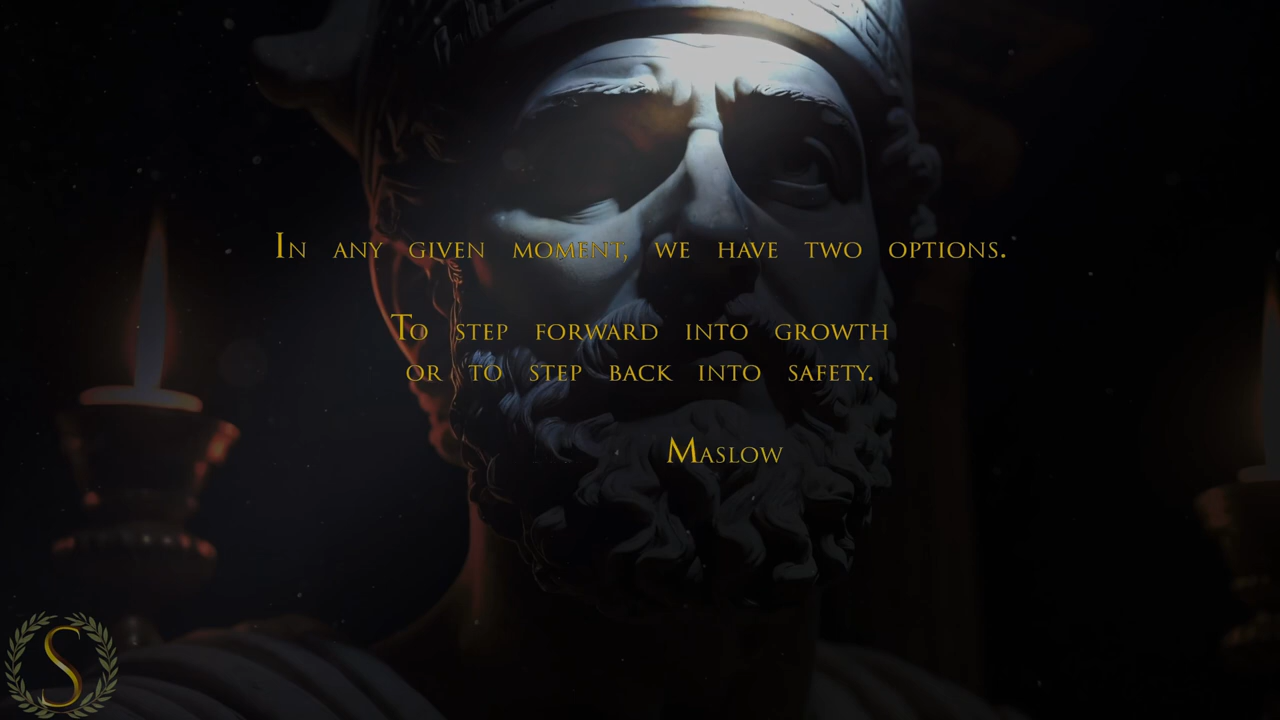 In any given moment, we have two options.
To step forward into growth
or to step back into safety.
Maslow
S